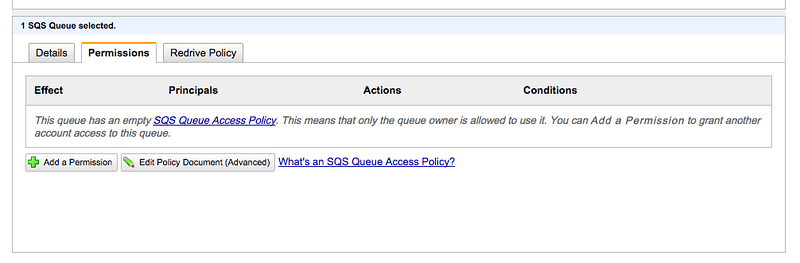 1 SQS Queue selected.
Details Permissions Redrive Policy
Effect Principals Actions Conditions
This queue has an empty SQS Queue Access Policy. This means that only the queue owner is allowed to use it. You can Add a Permission to grant another
account access to this queue.
Add a Permission Edit Policy Document (Advanced) What's an SQS Queue Access Policy?